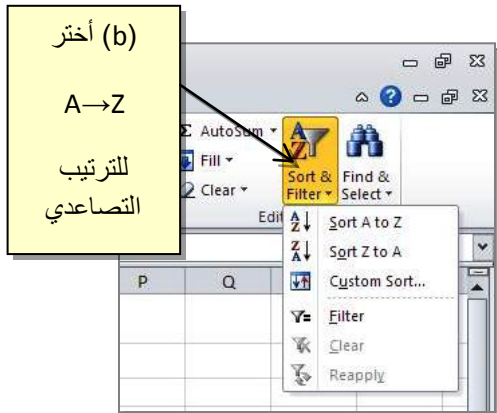 (b) أختر
A→Z
للترتيب
التصاعدي
Σ AutoSum
Fill
Clear
Sort &
Filter
Find &
Select
Edit
Sort A to Z
Sort Z to A
Custom Sort...
Filter
Clear
Reapply
P Q